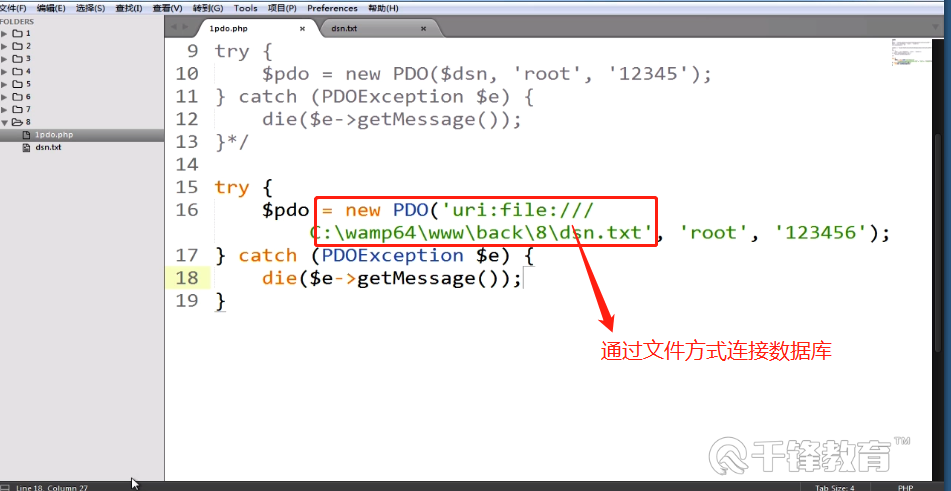 文件(F) 编辑(E) 选择(S) 查找(I) 查看(V) 转到(G) Tools 项目(P) Preferences 帮助(H)
FOLDERS
1
2
3
4
5
6
7
8
1pdo.php
dsn.txt
1pdo.php × dsn.txt ×
9 try {
10 $pdo = new PDO($dsn, 'root', '12345');
11 } catch (PDOException $e) {
12 die($e->getMessage());
13 }*/
14
15 try {
16 $pdo = new PDO('uri:file:///
C:\wamp64\www\back\8\dsn.txt', 'root', '123456');
17 } catch (PDOException $e) {
18 die($e->getMessage());
19 }
通过文件方式连接数据库
千锋教育™
Line 18, Column 27 Tab Size: 4 PHP